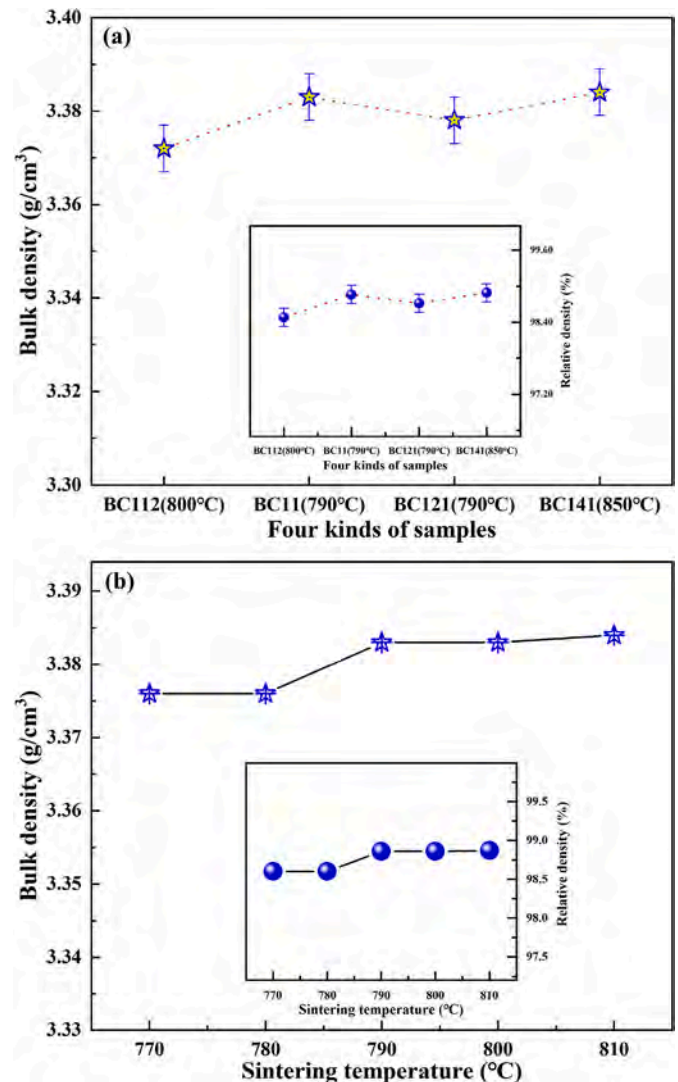 (a)
3.40
3.38
3.36
3.34
3.32
3.30
Bulk density (g/cm³)
99.60
98.40
97.20
Relative density (%)
BC112(800°C) BC11(790°C) BC121(790°C) BC141(850°C)
Four kinds of samples
BC112(800°C) BC11(790°C) BC121(790°C) BC141(850°C)
Four kinds of samples
(b)
3.39
3.38
3.37
3.36
3.35
3.34
3.33
Bulk density (g/cm³)
99.5
99.0
98.5
98.0
97.5
Relative density (%)
770 780 790 800 810
Sintering temperature (°C)
770 780 790 800 810
Sintering temperature (°C)